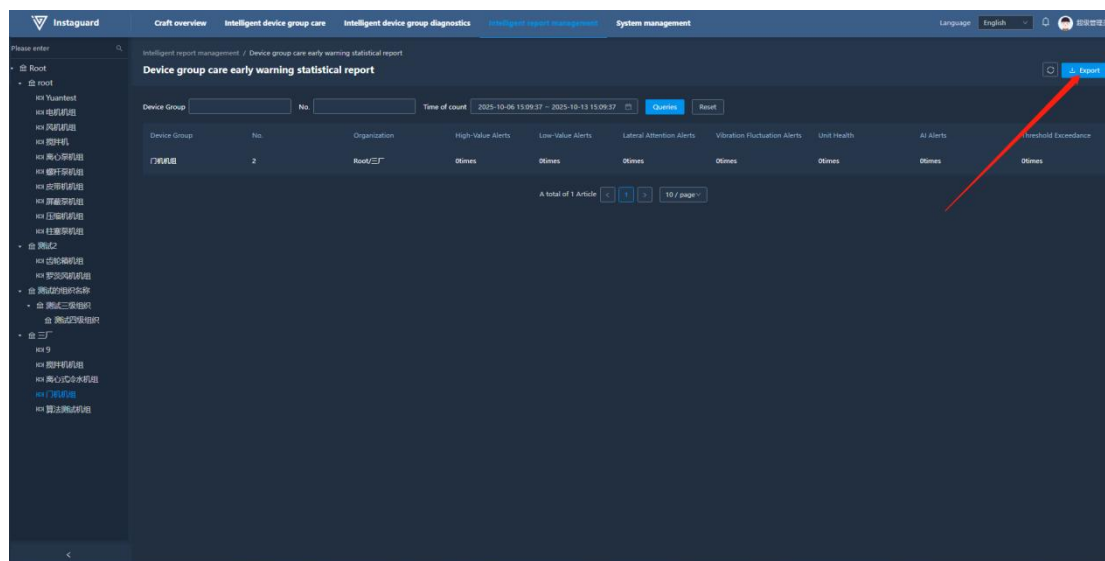 Instaguard
Craft overview Intelligent device group care Intelligent device group diagnostics Intelligent report management System management Language English 超级管理员
Please enter
Root
root
Yuantest
电机机组
风机机组
搅拌机
离心泵机组
螺杆泵机组
皮带机机组
屏蔽泵机组
压缩机机组
柱塞泵机组
测试2
齿轮箱机组
罗茨风机机组
测试的组织名称
测试三级组织
测试四级组织
三厂
9
搅拌机机组
离心式冷水机组
门机机组
算法测试机组
Intelligent report management / Device group care early warning statistical report
Device group care early warning statistical report
Export
Device Group No. Time of count 2025-10-06 15:09:37 ~ 2025-10-13 15:09:37 Queries Reset
Device Group No. Organization High-Value Alerts Low-Value Alerts Lateral Attention Alerts Vibration Fluctuation Alerts Unit Health AI Alerts Threshold Exceedance
门机机组 2 Root/三厂 0times 0times 0times 0times 0times 0times 0times
A total of 1 Article < 1 > 10 / page
<